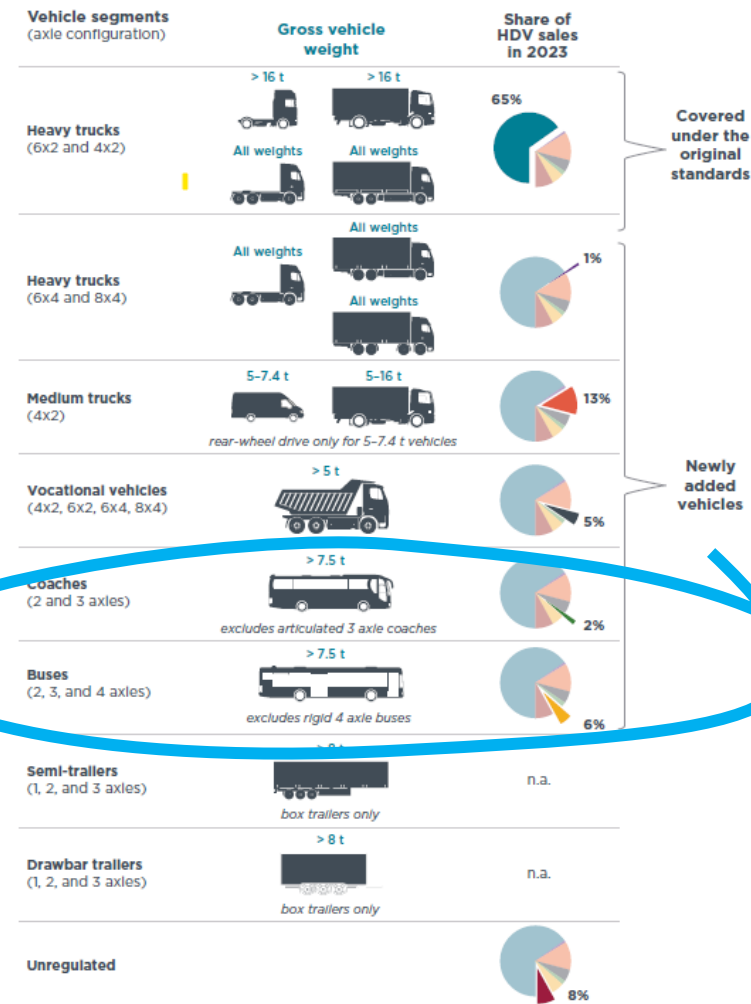 Vehicle segments
(axle configuration)
Gross vehicle
weight
Share of
HDV sales
in 2023
> 16 t
> 16 t
65%
Heavy trucks
(6x2 and 4x2)
All weights
All weights
Covered
under the
original
standards
All weights
All weights
1%
Heavy trucks
(6x4 and 8x4)
All weights
5–7.4 t
5–16 t
Medium trucks
(4x2)
13%
rear-wheel drive only for 5–7.4 t vehicles
> 5 t
Vocational vehicles
(4x2, 6x2, 6x4, 8x4)
5%
Newly
added
vehicles
> 7.5 t
Coaches
(2 and 3 axles)
excludes articulated 3 axle coaches
2%
> 7.5 t
Buses
(2, 3, and 4 axles)
excludes rigid 4 axle buses
6%
Semi-trailers
(1, 2, and 3 axles)
n.a.
box trailers only
> 8 t
Drawbar trailers
(1, 2, and 3 axles)
n.a.
box trailers only
Unregulated
8%